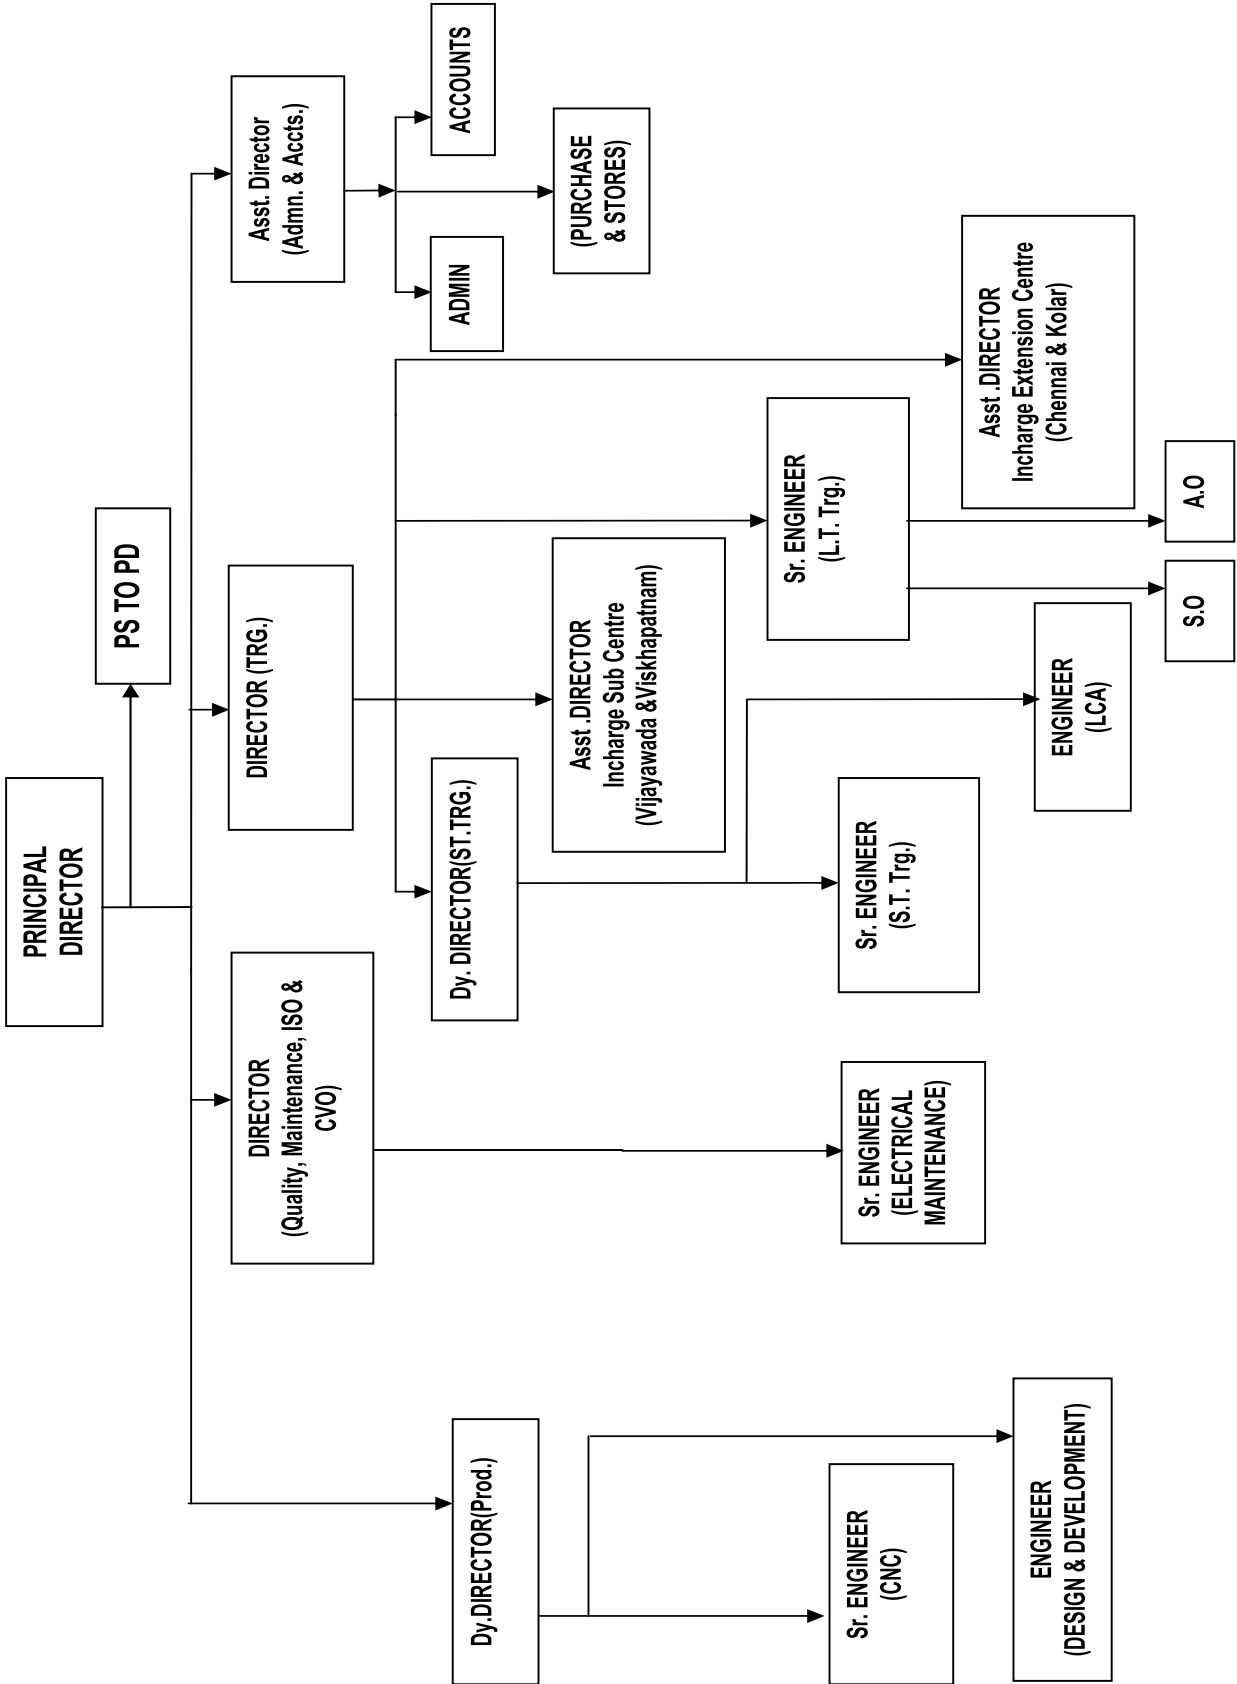 PRINCIPAL
DIRECTOR
PS TO PD
DIRECTOR
(Quality, Maintenance, ISO &
CVO)
DIRECTOR (TRG.)
Asst. Director
(Admn. & Accts.)
Dy.DIRECTOR(Prod.)
Dy. DIRECTOR(ST.TRG.)
ADMIN
ACCOUNTS
Asst .DIRECTOR
Incharge Sub Centre
(Vijayawada &Viskhapatnam)
(PURCHASE
& STORES)
Sr. ENGINEER
(L.T. Trg.)
Sr. ENGINEER
(CNC)
Sr. ENGINEER
(ELECTRICAL
MAINTENANCE)
Sr. ENGINEER
(S.T. Trg.)
Asst .DIRECTOR
Incharge Extension Centre
(Chennai & Kolar)
ENGINEER
(DESIGN & DEVELOPMENT)
ENGINEER
(LCA)
S.O
A.O